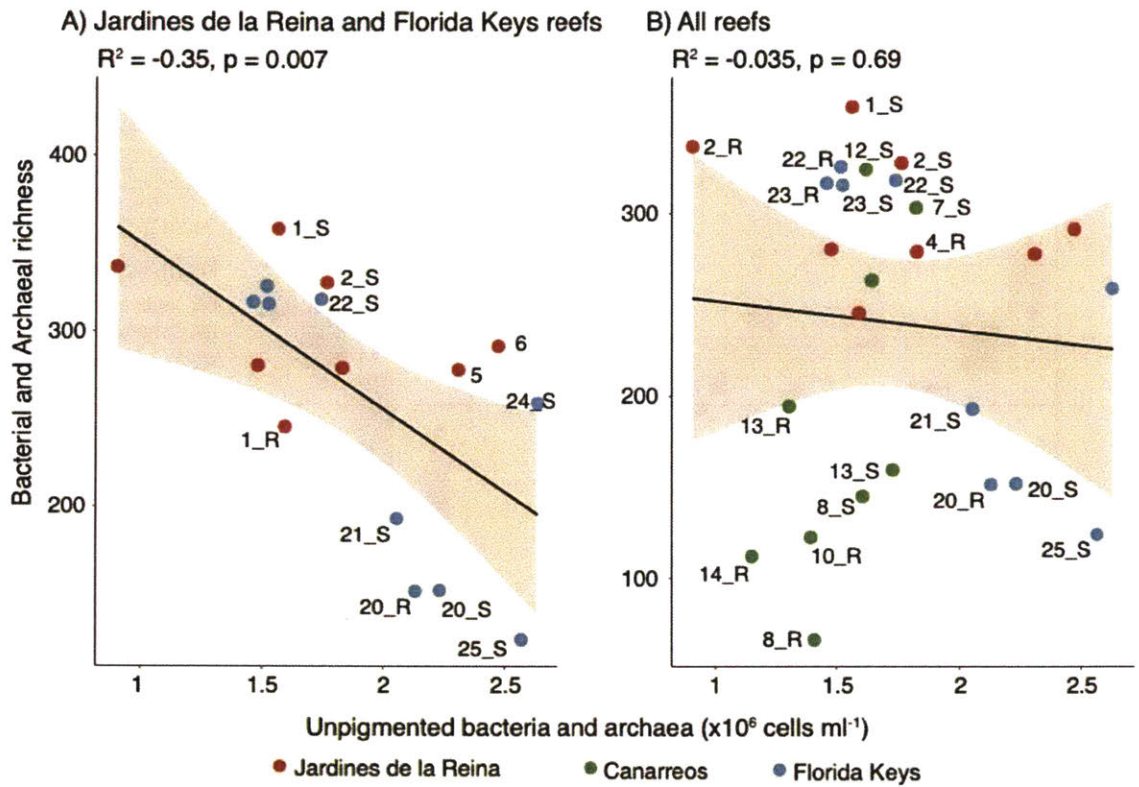 A) Jardines de la Reina and Florida Keys reefs
R² = -0.35, p = 0.007
Bacterial and Archaeal richness
400
300
200
1_S
2_S
22_S
6
5
24_S
1_R
21_S
20_R
20_S
25_S
1
1.5
2
2.5
B) All reefs
R² = -0.035, p = 0.69
300
200
100
1_S
2_R
22_R
12_S
2_S
23_R
23_S
22_S
7_S
4_R
13_R
21_S
13_S
8_S
20_R
20_S
10_R
25_S
14_R
8_R
1
1.5
2
2.5
Unpigmented bacteria and archaea (x10⁶ cells ml⁻¹)
Jardines de la Reina
Canarreos
Florida Keys